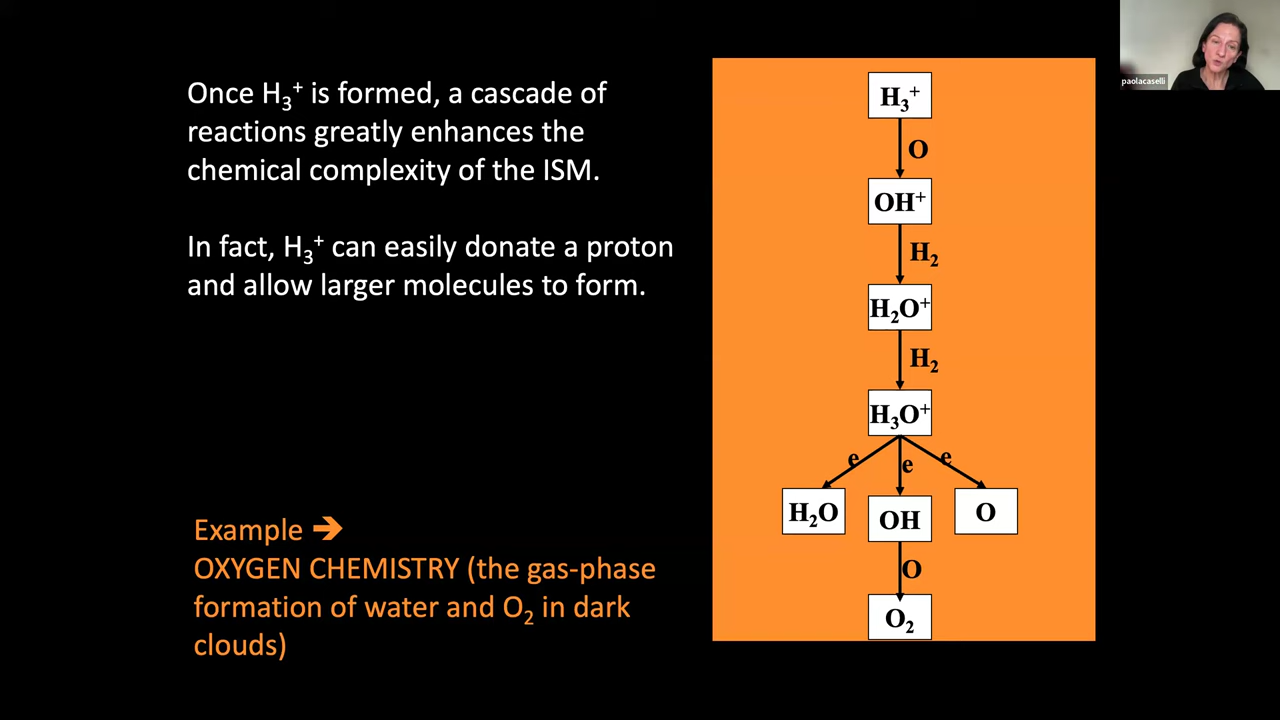 paolacaselli
Once H₃⁺ is formed, a cascade of
reactions greatly enhances the
chemical complexity of the ISM.
In fact, H₃⁺ can easily donate a proton
and allow larger molecules to form.
Example ➔
OXYGEN CHEMISTRY (the gas-phase
formation of water and O₂ in dark
clouds)
H₃⁺
O
OH⁺
H₂
H₂O⁺
H₂
H₃O⁺
e e e
H₂O OH O
O
O₂